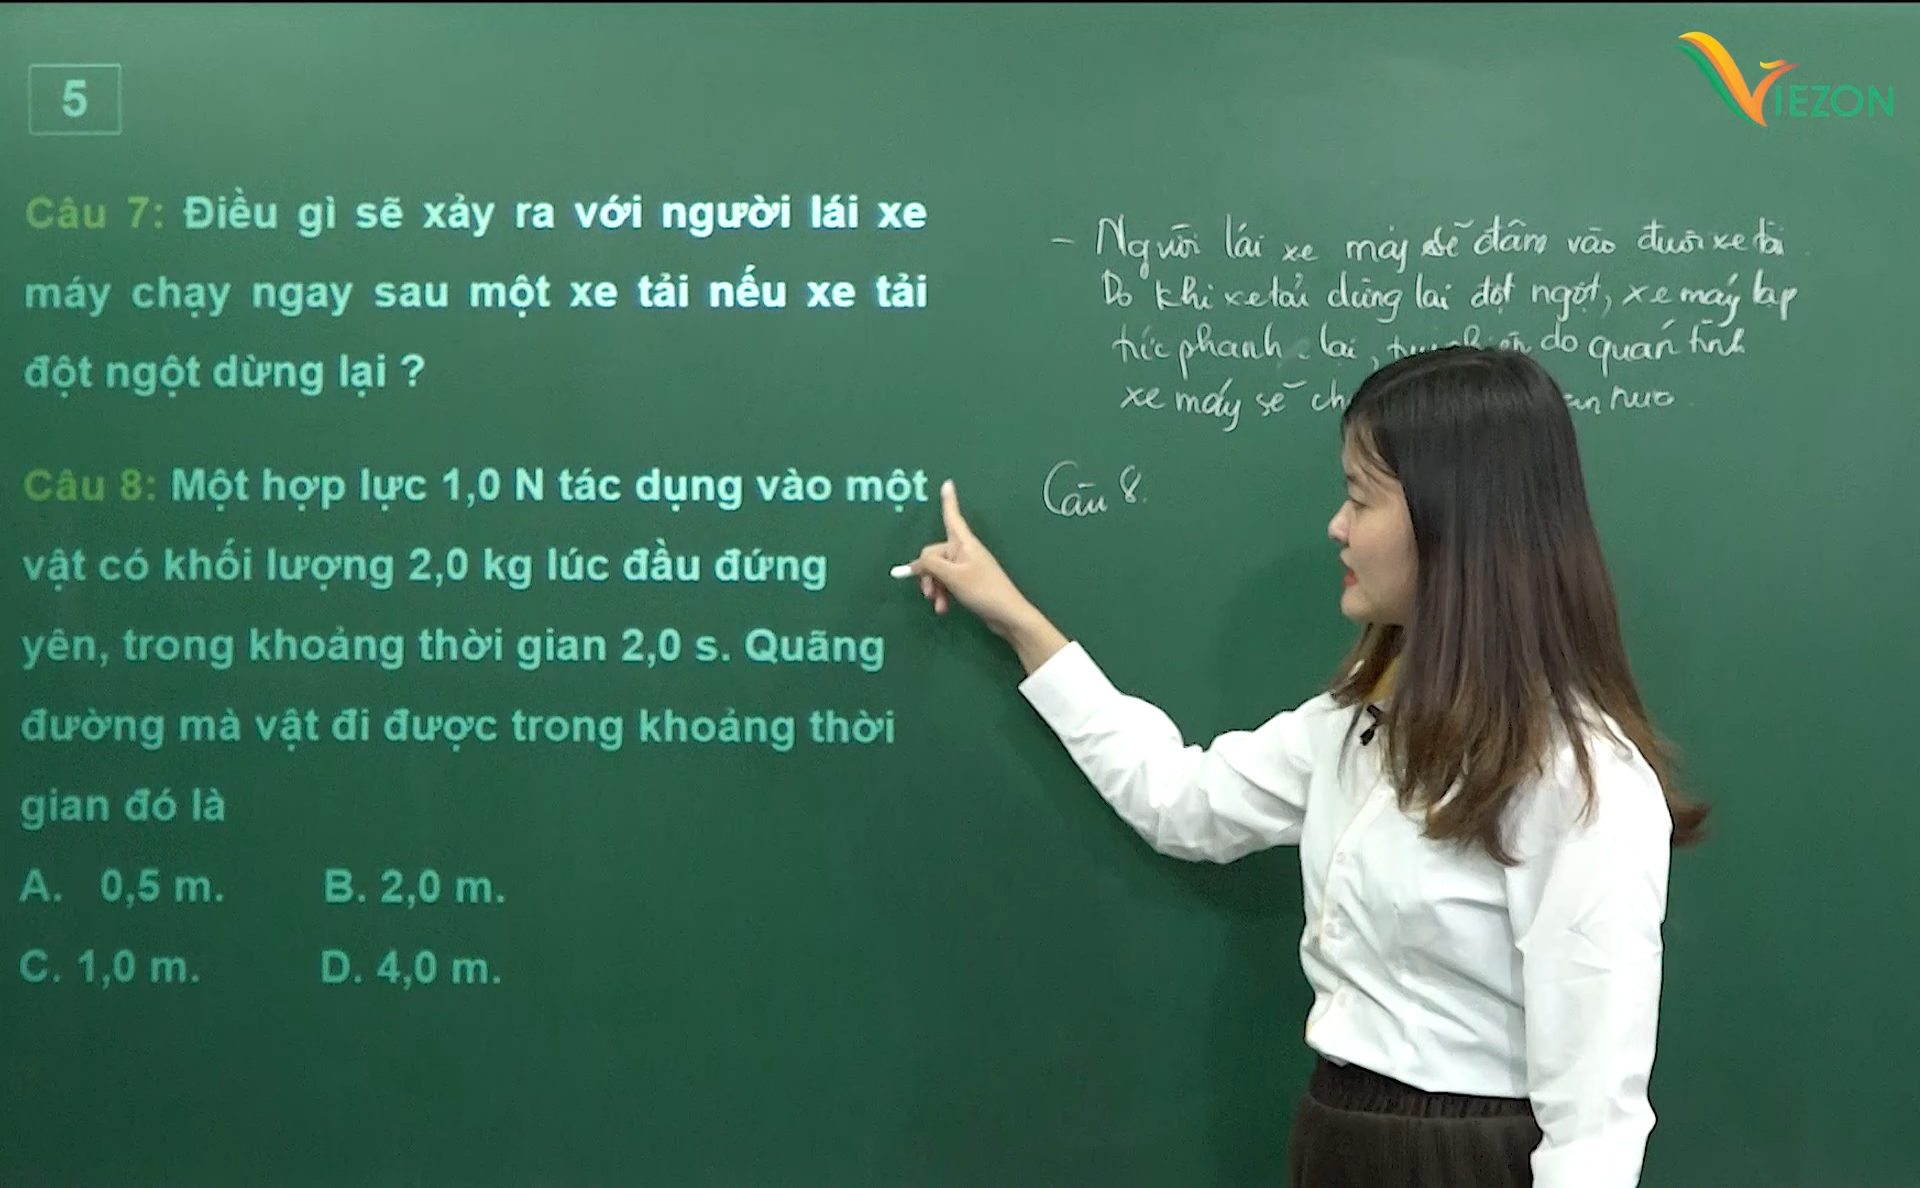 5
VIEZON
Câu 7: Điều gì sẽ xảy ra với người lái xe
máy chạy ngay sau một xe tải nếu xe tải
đột ngột dừng lại ?
Câu 8: Một hợp lực 1,0 N tác dụng vào một
vật có khối lượng 2,0 kg lúc đầu đứng
yên, trong khoảng thời gian 2,0 s. Quãng
đường mà vật đi được trong khoảng thời
gian đó là
A. 0,5 m. B. 2,0 m.
C. 1,0 m. D. 4,0 m.
- Người lái xe máy sẽ đâm vào đuôi xe tải
Do khi xe tải dừng lại đột ngột, xe máy lập
tức phanh lại, do quán tính
xe máy sẽ
Câu 8.